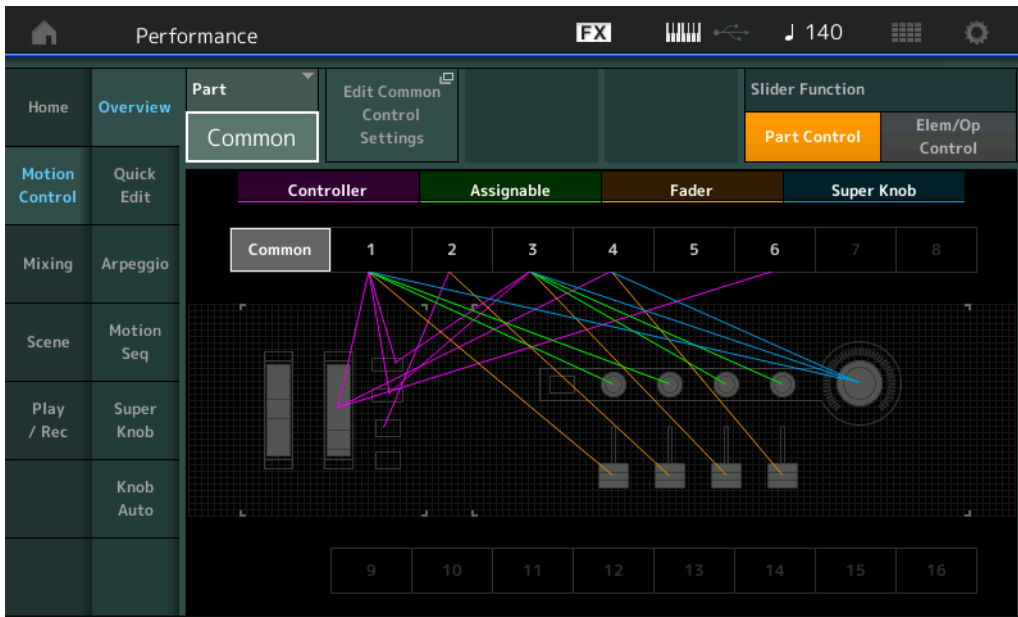 Performance
FX
140
Home
Overview
Part
Common
Edit Common
Control
Settings
Slider Function
Part Control
Elem/Op
Control
Motion
Control
Quick
Edit
Controller
Assignable
Fader
Super Knob
Common
1
2
3
4
5
6
7
8
Mixing
Arpeggio
Scene
Motion
Seq
Play
/ Rec
Super
Knob
Knob
Auto
9
10
11
12
13
14
15
16